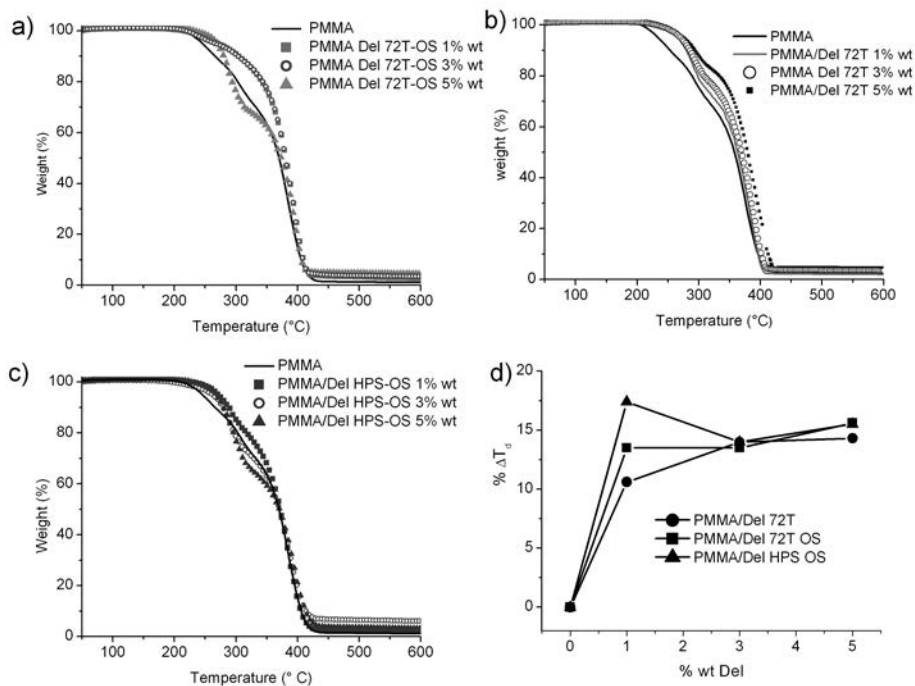 a)
PMMA
PMMA Del 72T-OS 1% wt
PMMA Del 72T-OS 3% wt
PMMA Del 72T-OS 5% wt
100
80
60
40
20
0
Weight (%)
100 200 300 400 500 600
Temperature (°C)
b)
PMMA
PMMA/Del 72T 1% wt
PMMA Del 72T 3% wt
PMMA/Del 72T 5% wt
100
80
60
40
20
0
weight (%)
100 200 300 400 500 600
Temperature (°C)
c)
PMMA
PMMA/Del HPS-OS 1% wt
PMMA/Del HPS-OS 3% wt
PMMA/Del HPS-OS 5% wt
100
80
60
40
20
0
Weight (%)
100 200 300 400 500 600
Temperature (° C)
d)
20
15
10
5
0
% ΔTd
PMMA/Del 72T
PMMA/Del 72T OS
PMMA/Del HPS OS
0 1 2 3 4 5
% wt Del